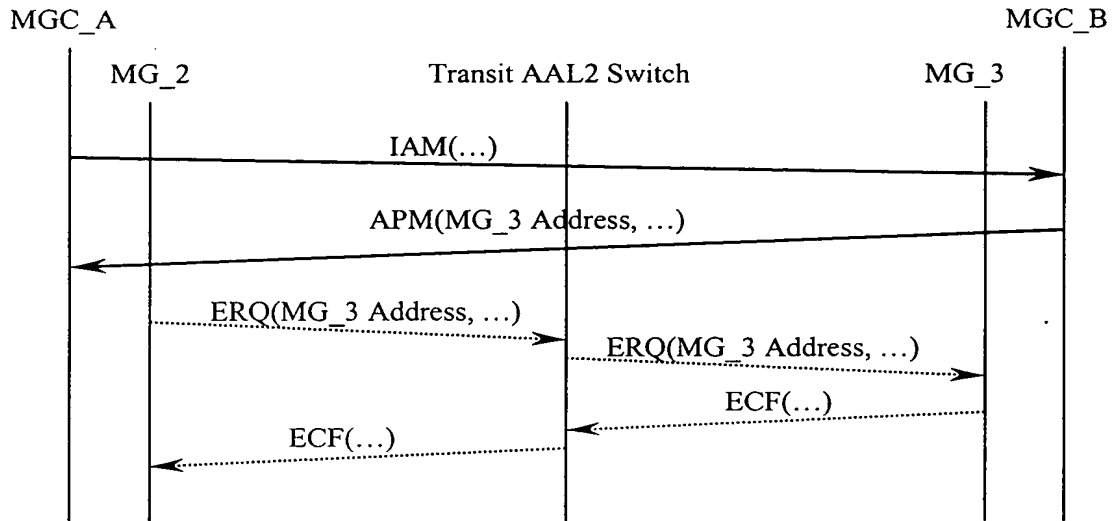 MGC_A
MGC_B
MG_2
Transit AAL2 Switch
MG_3
IAM(...)
APM(MG_3 Address, ...)
ERQ(MG_3 Address, ...)
ERQ(MG_3 Address, ...)
ECF(...)
ECF(...)